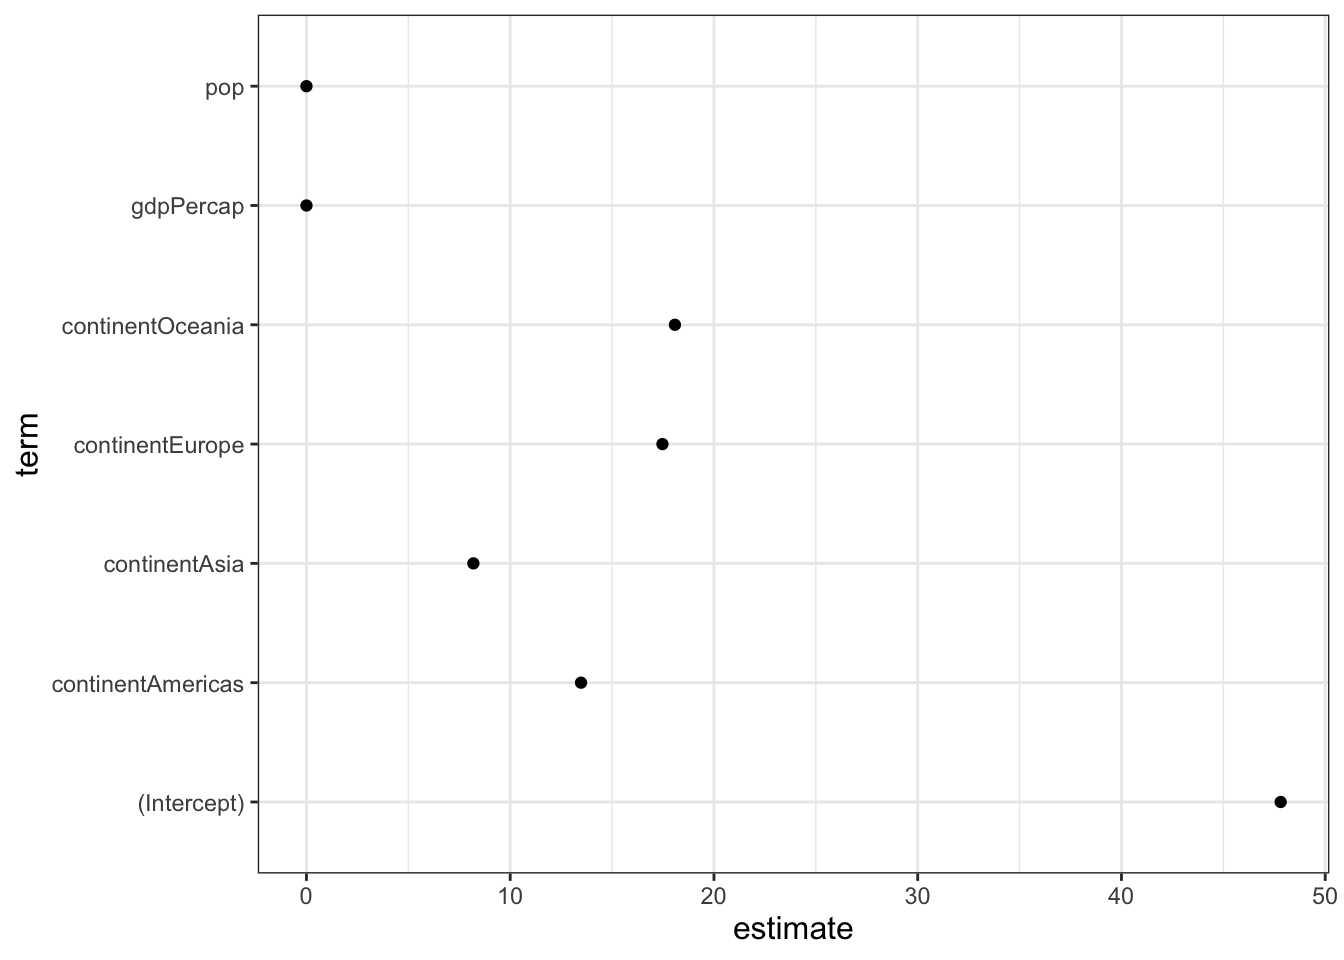 pop
gdpPercap
continentOceania
continentEurope
continentAsia
continentAmericas
(Intercept)
term
0 10 20 30 40 50
estimate